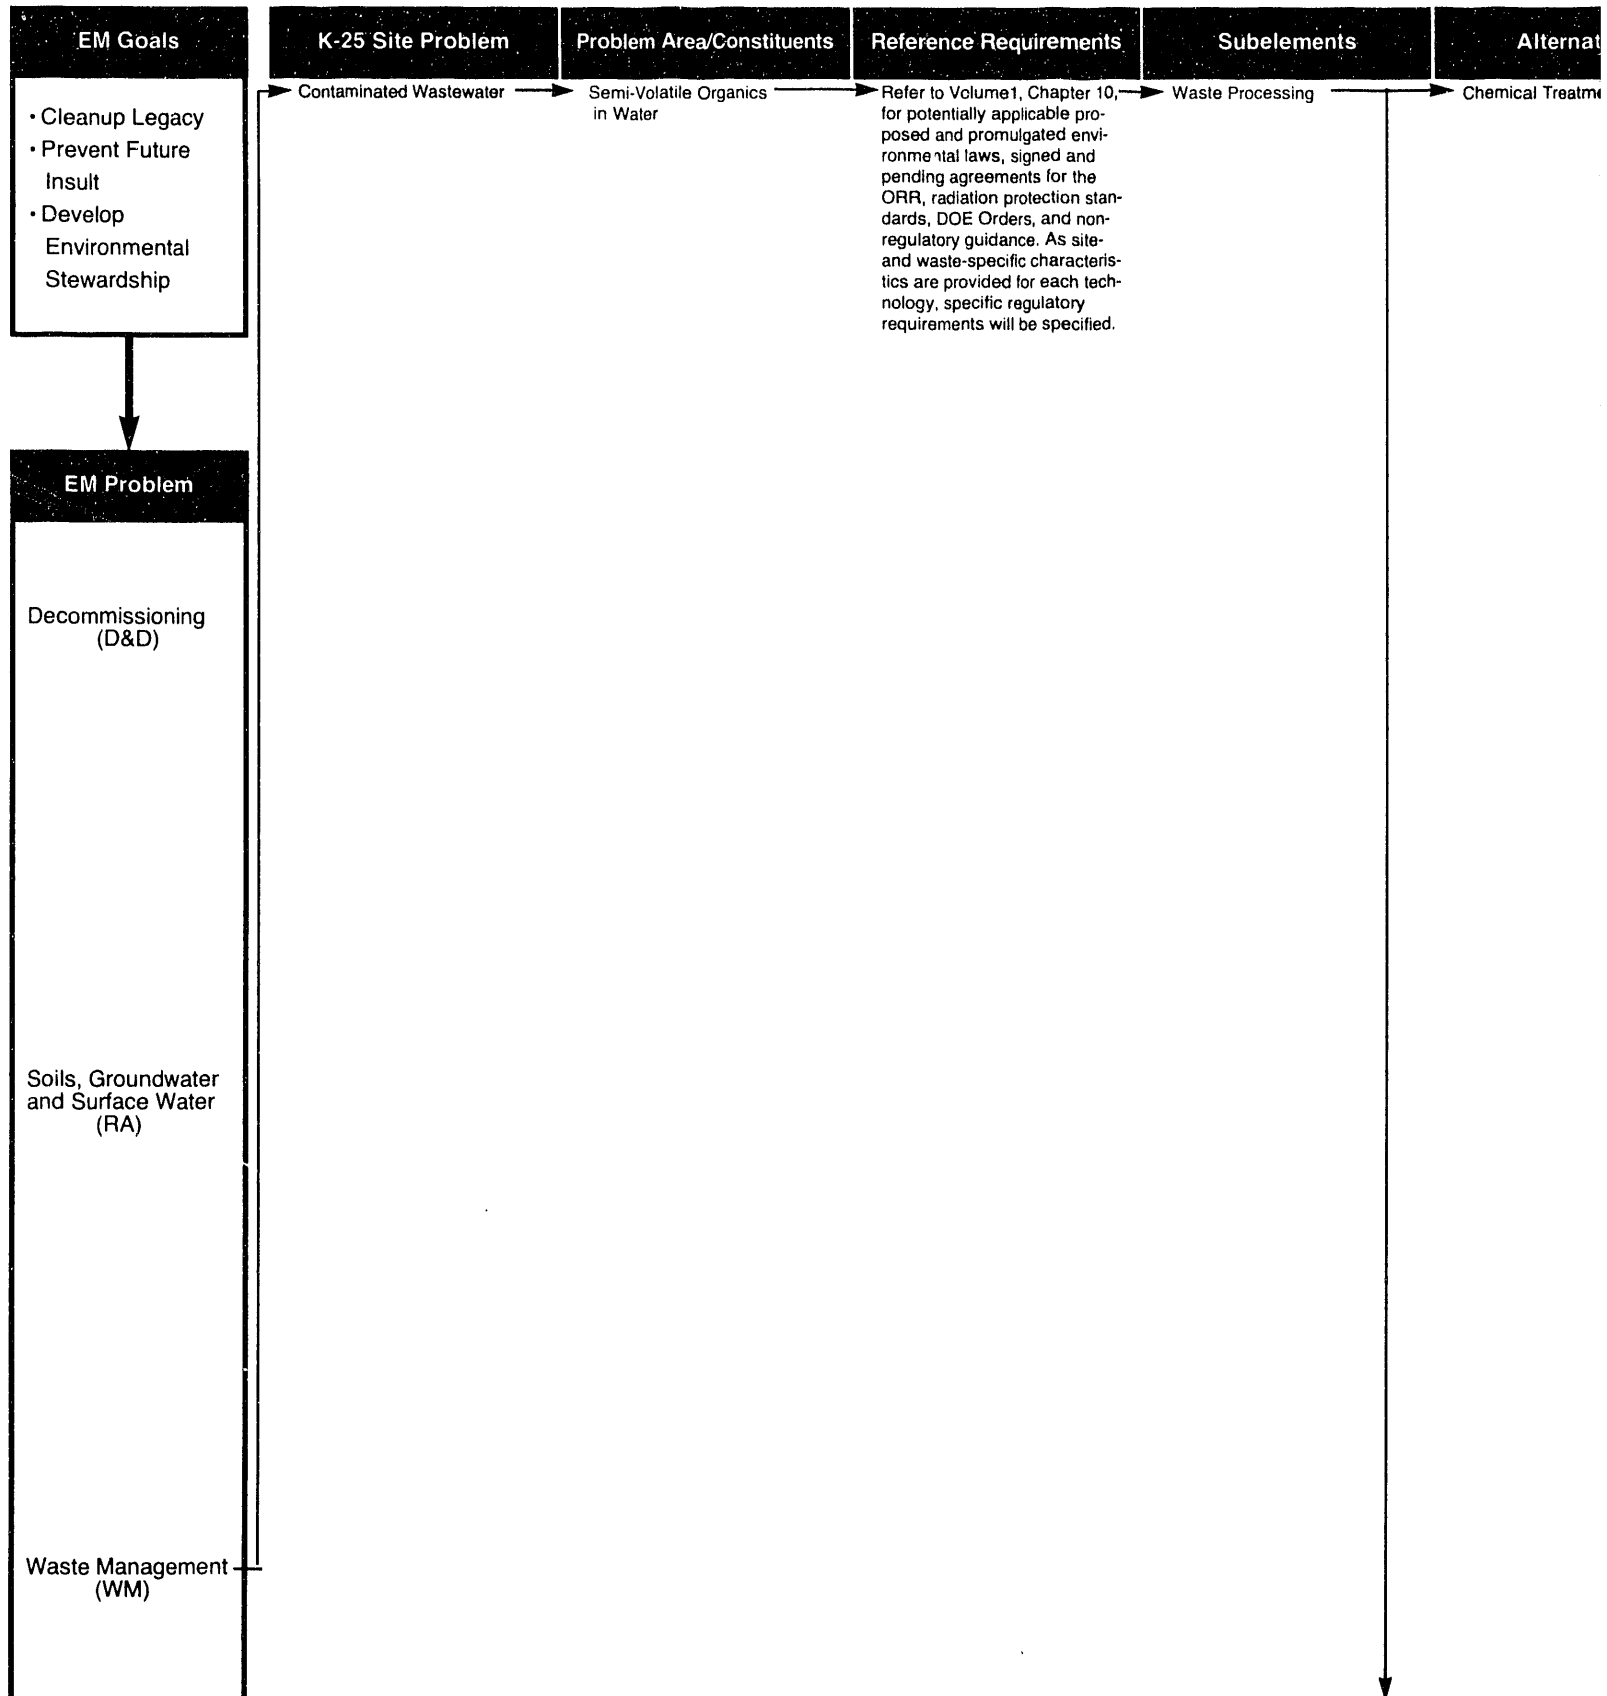 EM Goals
K-25 Site Problem
Problem Area/Constituents
Reference Requirements
Subelements
Alternat
• Cleanup Legacy
• Prevent Future
Insult
• Develop
Environmental
Stewardship
Contaminated Wastewater
Semi-Volatile Organics
in Water
Refer to Volume1, Chapter 10,
for potentially applicable pro-
posed and promulgated envi-
ronmental laws, signed and
pending agreements for the
ORR, radiation protection stan-
dards, DOE Orders, and non-
regulatory guidance. As site-
and waste-specific characteris-
tics are provided for each tech-
nology, specific regulatory
requirements will be specified.
Waste Processing
Chemical Treatme
EM Problem
Decommissioning
(D&D)
Soils, Groundwater
and Surface Water
(RA)
Waste Management
(WM)